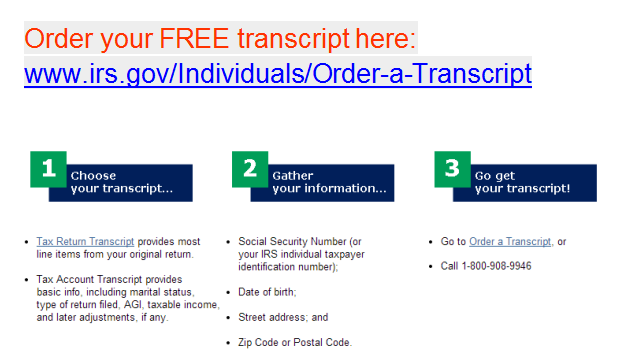 Order your FREE transcript here:
www.irs.gov/Individuals/Order-a-Transcript
1 Choose
your transcript...
• Tax Return Transcript provides most
line items from your original return.
• Tax Account Transcript provides
basic info, including marital status,
type of return filed, AGI, taxable income,
and later adjustments, if any.
2 Gather
your information...
• Social Security Number (or
your IRS individual taxpayer
identification number);
• Date of birth;
• Street address; and
• Zip Code or Postal Code.
3 Go get
your transcript!
• Go to Order a Transcript, or
• Call 1-800-908-9946